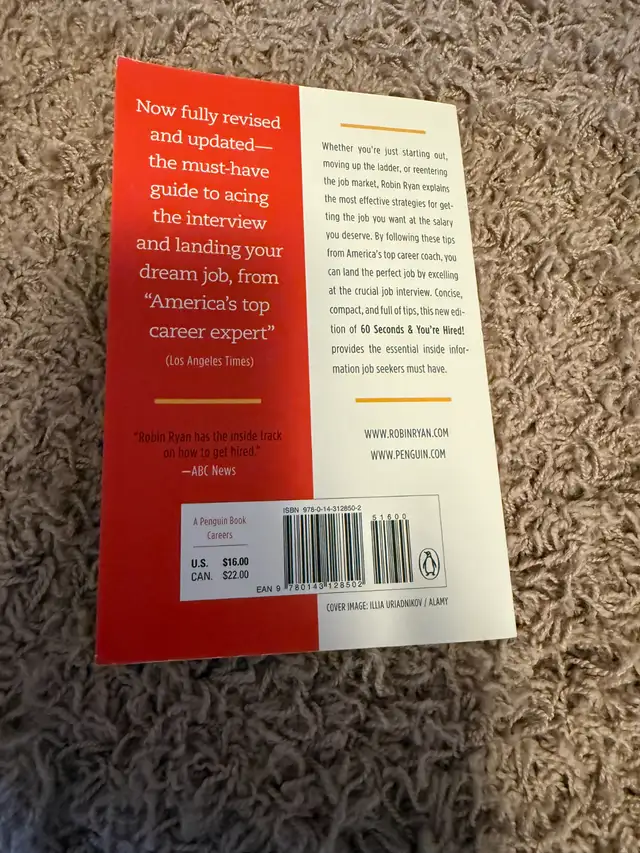 Now fully revised
and updated—
the must-have
guide to acing
the interview
and landing your
dream job, from
“America’s top
career expert”
(Los Angeles Times)
“Robin Ryan has the inside track
on how to get hired.”
—ABC News
Whether you’re just starting out,
moving up the ladder, or reentering
the job market, Robin Ryan explains
the most effective strategies for get-
ting the job you want at the salary
you deserve. By following these tips
from America’s top career coach, you
can land the perfect job by excelling
at the crucial job interview. Concise,
compact, and full of tips, this new edi-
tion of 60 Seconds & You’re Hired!
provides the essential inside infor-
mation job seekers must have.
WWW.ROBINRYAN.COM
WWW.PENGUIN.COM
A Penguin Book
Careers
U.S. $16.00
CAN. $22.00
ISBN 978-0-14-312850-2
51600
EAN 9 780143 128502
COVER IMAGE: ILLIA URIADNIKOV / ALAMY